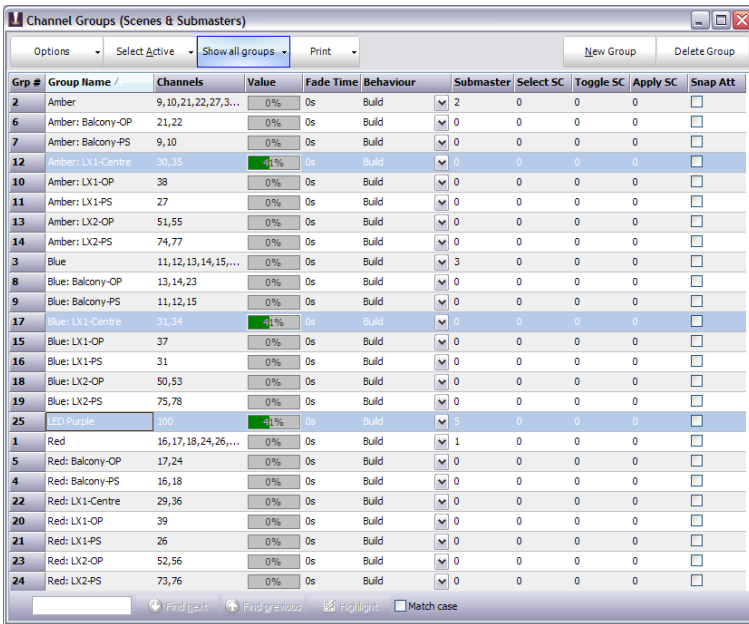 Channel Groups (Scenes & Submasters)
Options Select Active Show all groups Print New Group Delete Group
Grp # Group Name Channels Value Fade Time Behaviour Submaster Select SC Toggle SC Apply SC Snap Att
2 Amber 9,10,21,22,27,3... 0% 0s Build 2 0 0 0
6 Amber: Balcony-OP 21,22 0% 0s Build 0 0 0 0
7 Amber: Balcony-PS 9,10 0% 0s Build 0 0 0 0
12 Amber: LX1-Centre 30,35 41% 0s Build 0 0 0 0
10 Amber: LX1-OP 38 0% 0s Build 0 0 0 0
11 Amber: LX1-PS 27 0% 0s Build 0 0 0 0
13 Amber: LX2-OP 51,55 0% 0s Build 0 0 0 0
14 Amber: LX2-PS 74,77 0% 0s Build 0 0 0 0
3 Blue 11,12,13,14,15,... 0% 0s Build 3 0 0 0
8 Blue: Balcony-OP 13,14,23 0% 0s Build 0 0 0 0
9 Blue: Balcony-PS 11,12,15 0% 0s Build 0 0 0 0
17 Blue: LX1-Centre 31,34 41% 0s Build 0 0 0 0
15 Blue: LX1-OP 37 0% 0s Build 0 0 0 0
16 Blue: LX1-PS 31 0% 0s Build 0 0 0 0
18 Blue: LX2-OP 50,53 0% 0s Build 0 0 0 0
19 Blue: LX2-PS 75,78 0% 0s Build 0 0 0 0
25 LED Purple 100 41% 0s Build 5 0 0 0
1 Red 16,17,18,24,26,... 0% 0s Build 1 0 0 0
5 Red: Balcony-OP 17,24 0% 0s Build 0 0 0 0
4 Red: Balcony-PS 16,18 0% 0s Build 0 0 0 0
22 Red: LX1-Centre 29,36 0% 0s Build 0 0 0 0
20 Red: LX1-OP 39 0% 0s Build 0 0 0 0
21 Red: LX1-PS 26 0% 0s Build 0 0 0 0
23 Red: LX2-OP 52,56 0% 0s Build 0 0 0 0
24 Red: LX2-PS 73,76 0% 0s Build 0 0 0 0
Find next Find previous Highlight Match case